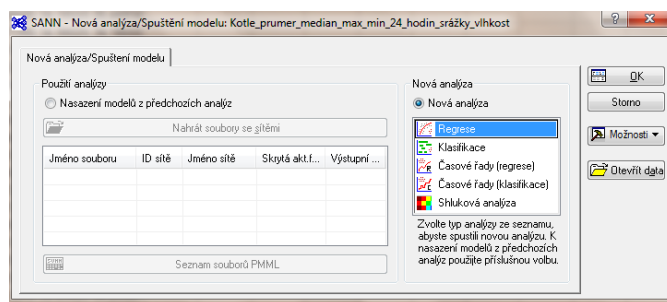 SANN - Nová analýza/Spuštění modelu: Kotle_prumer_median_max_min_24_hodin_srážky_vlhkost
Nová analýza/Spuštení modelu
Použití analýzy
Nasazení modelů z předchozích analýz
Nahrát soubory se sítěmi
Jméno souboru ID sítě Jméno sítě Skrytá akt.f... Výstupní ...
Seznam souborů PMML
Nová analýza
Nová analýza
Regrese
Klasifikace
Časové řady (regrese)
Časové řady (klasifikace)
Shluková analýza
Zvolte typ analýzy ze seznamu,
abyste spustili novou analýzu. K
nasazení modelů z předchozích
analýz použijte příslušnou volbu.
OK
Storno
Možnosti
Otevřít data